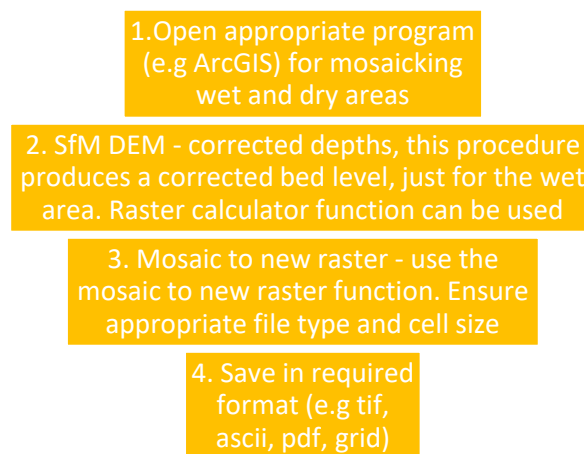 1.Open appropriate program
(e.g ArcGIS) for mosaicking
wet and dry areas
2. SfM DEM - corrected depths, this procedure
produces a corrected bed level, just for the wet
area. Raster calculator function can be used
3. Mosaic to new raster - use the
mosaic to new raster function. Ensure
appropriate file type and cell size
4. Save in required
format (e.g tif,
ascii, pdf, grid)